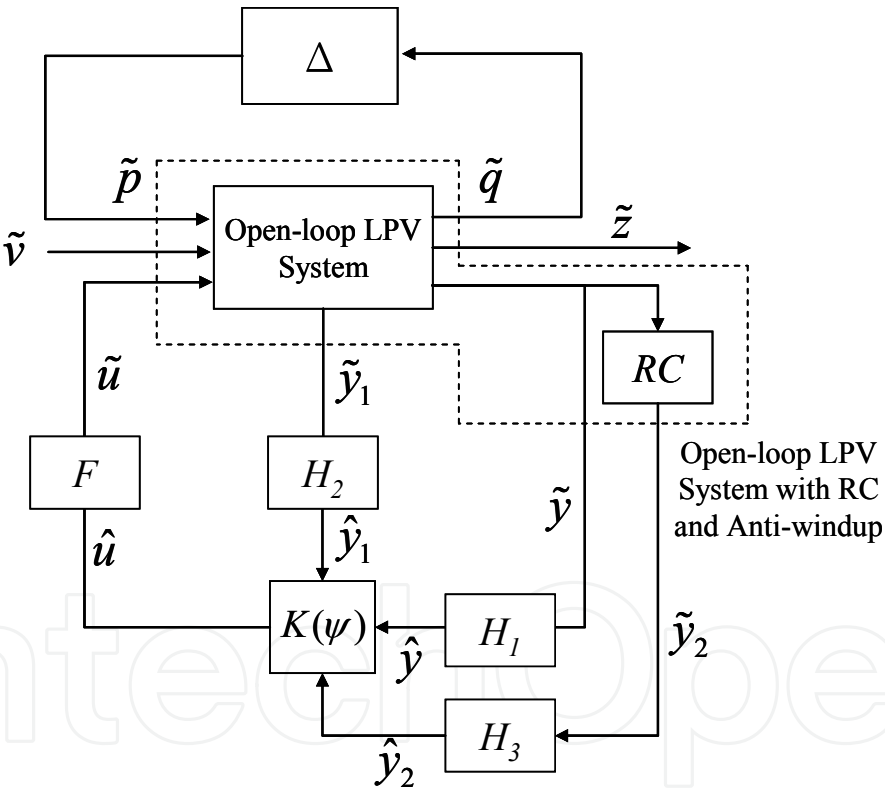 Δ
p̃
q̃
ṽ
Open-loop LPV
System
z̃
ũ
ỹ₁
RC
F
H₂
ỹ
Open-loop LPV
System with RC
and Anti-windup
û
ŷ₁
K(ψ)
ŷ
H₁
ỹ₂
ŷ₂
H₃
ntechOpe